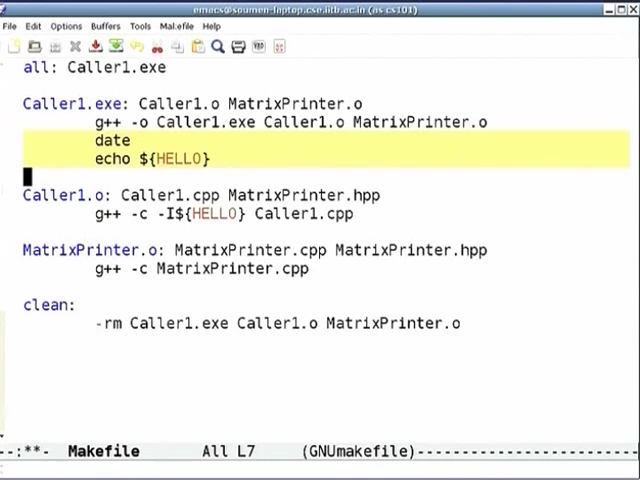 emacs@soumen-laptop.cse.iitb.ac.in (as cs101)
File Edit Options Buffers Tools Makefile Help
all: Caller1.exe
Caller1.exe: Caller1.o MatrixPrinter.o
g++ -o Caller1.exe Caller1.o MatrixPrinter.o
date
echo ${HELLO}
Caller1.o: Caller1.cpp MatrixPrinter.hpp
g++ -c -I${HELLO} Caller1.cpp
MatrixPrinter.o: MatrixPrinter.cpp MatrixPrinter.hpp
g++ -c MatrixPrinter.cpp
clean:
-rm Caller1.exe Caller1.o MatrixPrinter.o
--:**- Makefile All L7 (GNUmakefile)-------------------------